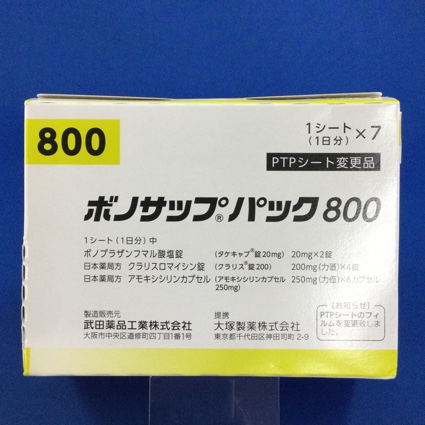 800
1シート
(1日分) ×7
PTPシート変更品
ボノサップ®パック800
1シート(1日分)中
ボノプラザンフマル酸塩錠 (タケキャブ®錠20mg) 20mg×2錠
日本薬局方 クラリスロマイシン錠 (クラリス®錠200) 200mg(力価)×4錠
日本薬局方 アモキシシリンカプセル (アモキシシリンカプセル 250mg(力価)×6カプセル
250mg)
製造販売元
武田薬品工業株式会社
大阪市中央区道修町四丁目1番1号
提携
大塚製薬株式会社
東京都千代田区神田司町2-9
【お知らせ】
PTPシートのフィ
ルムを変更致しま
した。